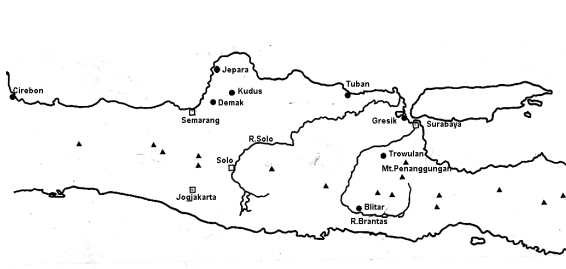 Jepara
Cirebon
Kudus
Tuban
Demak
Semarang
Gresik
Surabaya
R.Solo
Solo
Trowulan
Mt.Penanggungan
Jogjakarta
Blitar
R.Brantas